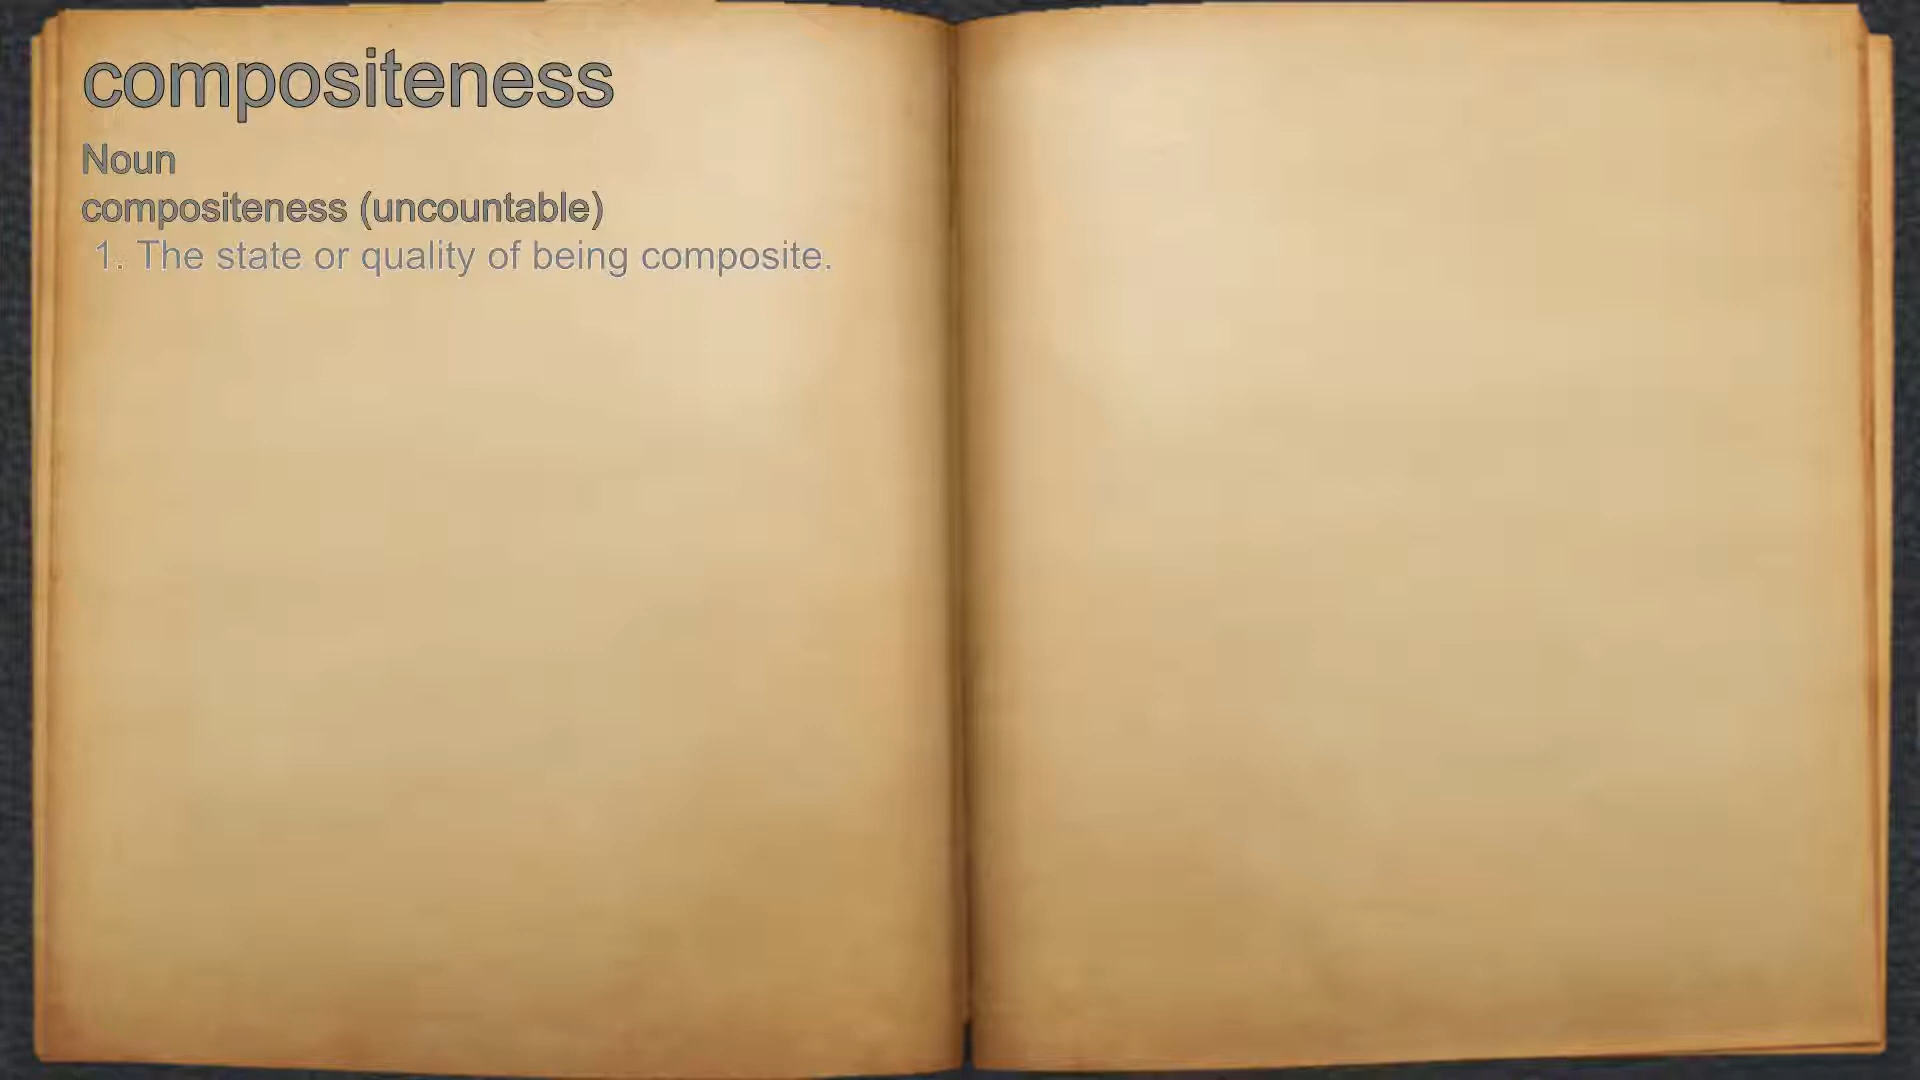 compositeness
Noun
compositeness (uncountable)
1. The state or quality of being composite.